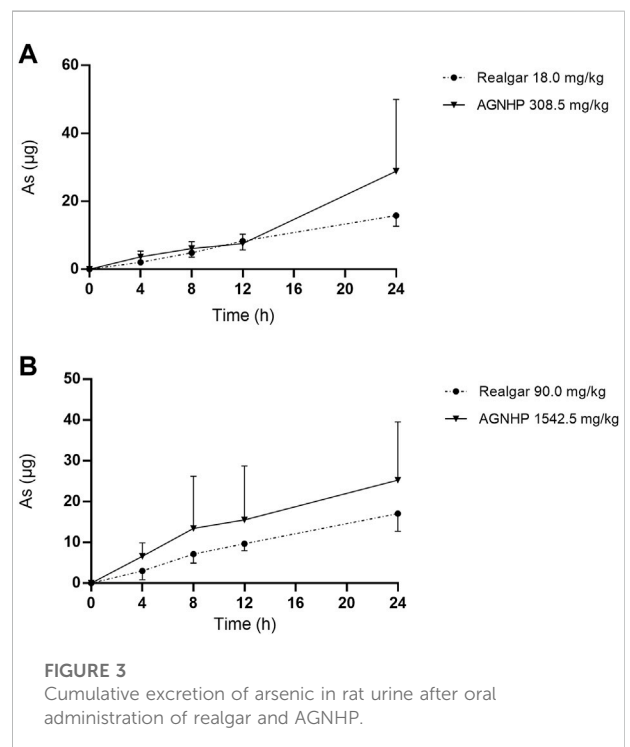 A
60
40
20
0
As (μg)
0 4 8 12 16 20 24
Time (h)
Realgar 18.0 mg/kg
AGNHP 308.5 mg/kg
B
50
40
30
20
10
0
As (μg)
0 4 8 12 16 20 24
Time (h)
Realgar 90.0 mg/kg
AGNHP 1542.5 mg/kg
FIGURE 3
Cumulative excretion of arsenic in rat urine after oral
administration of realgar and AGNHP.